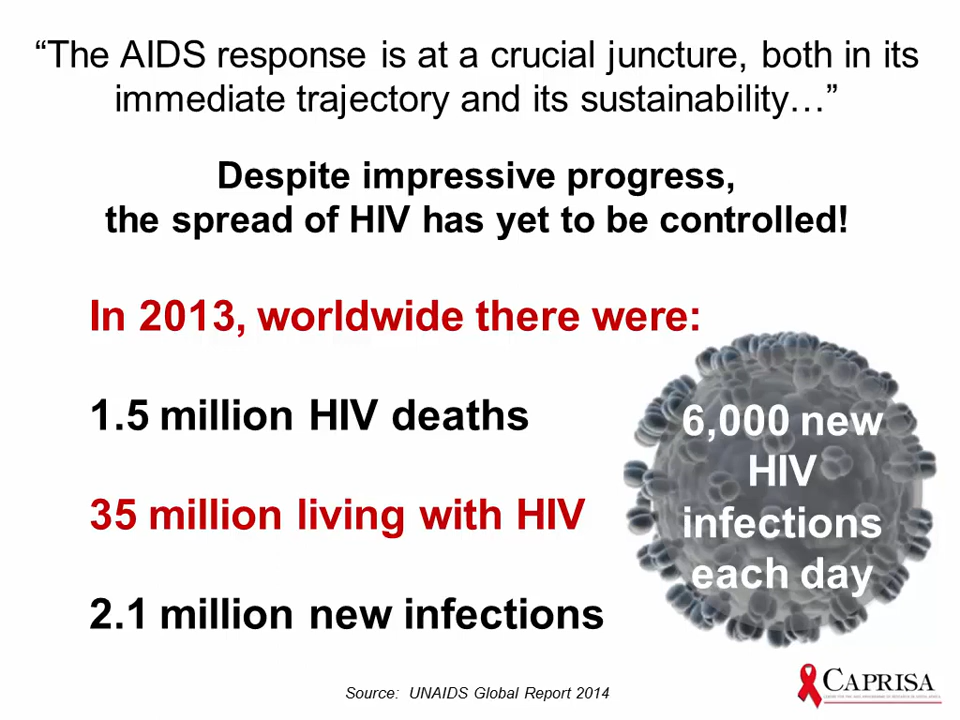 “The AIDS response is at a crucial juncture, both in its
immediate trajectory and its sustainability…”
Despite impressive progress,
the spread of HIV has yet to be controlled!
In 2013, worldwide there were:
1.5 million HIV deaths
35 million living with HIV
2.1 million new infections
6,000 new
HIV
infections
each day
Source: UNAIDS Global Report 2014
CAPRISA